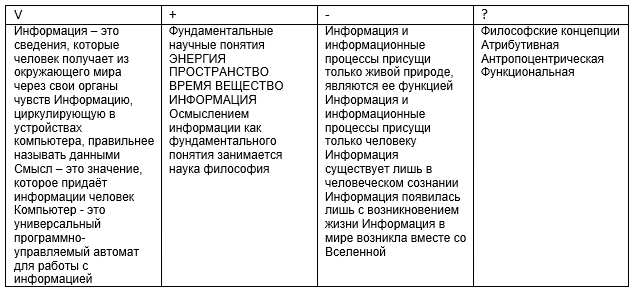 V
+
-
?
Информация – это
сведения, которые
человек получает из
окружающего мира
через свои органы
чувств Информацию,
циркулирующую в
устройствах
компьютера, правильнее
называть данными
Смысл – это значение,
которое придаёт
информации человек
Компьютер - это
универсальный
программно-
управляемый автомат
для работы с
информацией
Фундаментальные
научные понятия
ЭНЕРГИЯ
ПРОСТРАНСТВО
ВРЕМЯ ВЕЩЕСТВО
ИНФОРМАЦИЯ
Осмыслением
информации как
фундаментального
понятия занимается
наука философия
Информация и
информационные
процессы присущи
только живой природе,
являются ее функцией
Информация и
информационные
процессы присущи
только человеку
Информация
существует лишь в
человеческом сознании
Информация появилась
лишь с возникновением
жизни Информация в
мире возникла вместе со
Вселенной
Философские концепции
Атрибутивная
Антропоцентрическая
Функциональная